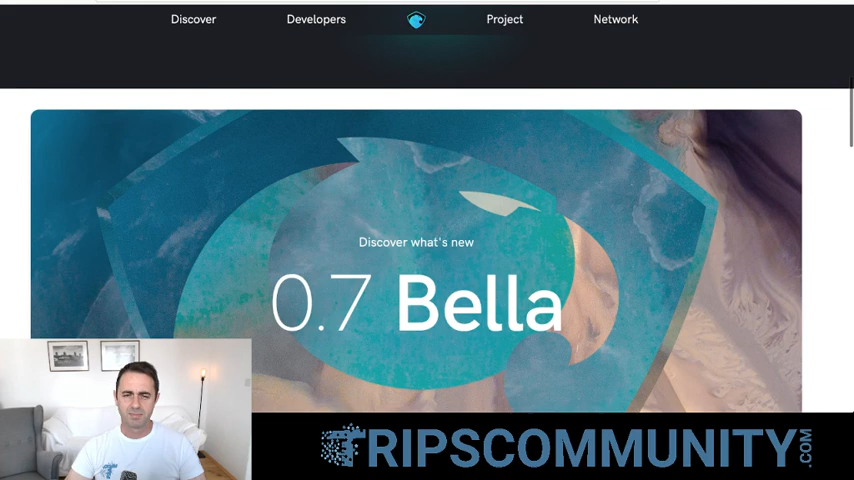 Discover
Developers
Project
Network
Discover what's new
0.7 Bella
TRIPSCOMMUNITY.COM